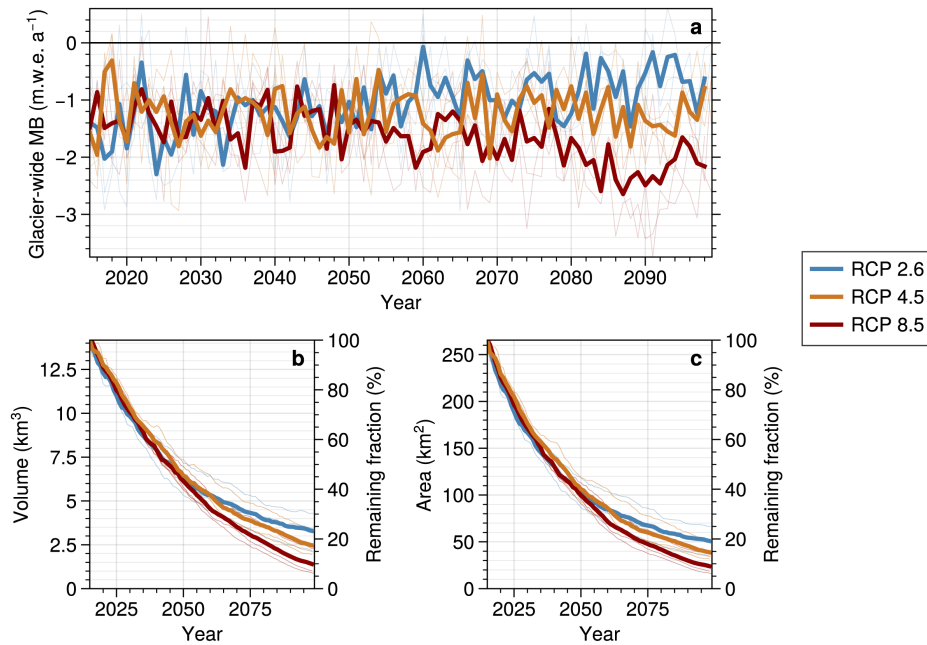 a
Glacier-wide MB (m.w.e. a⁻¹)
0
−1
−2
−3
2020 2030 2040 2050 2060 2070 2080 2090
Year
RCP 2.6
RCP 4.5
RCP 8.5
b
Volume (km³)
12.5
10
7.5
5
2.5
0
100
80
60
40
20
0
Remaining fraction (%)
2025 2050 2075
Year
c
Area (km²)
250
200
150
100
50
0
100
80
60
40
20
0
Remaining fraction (%)
2025 2050 2075
Year